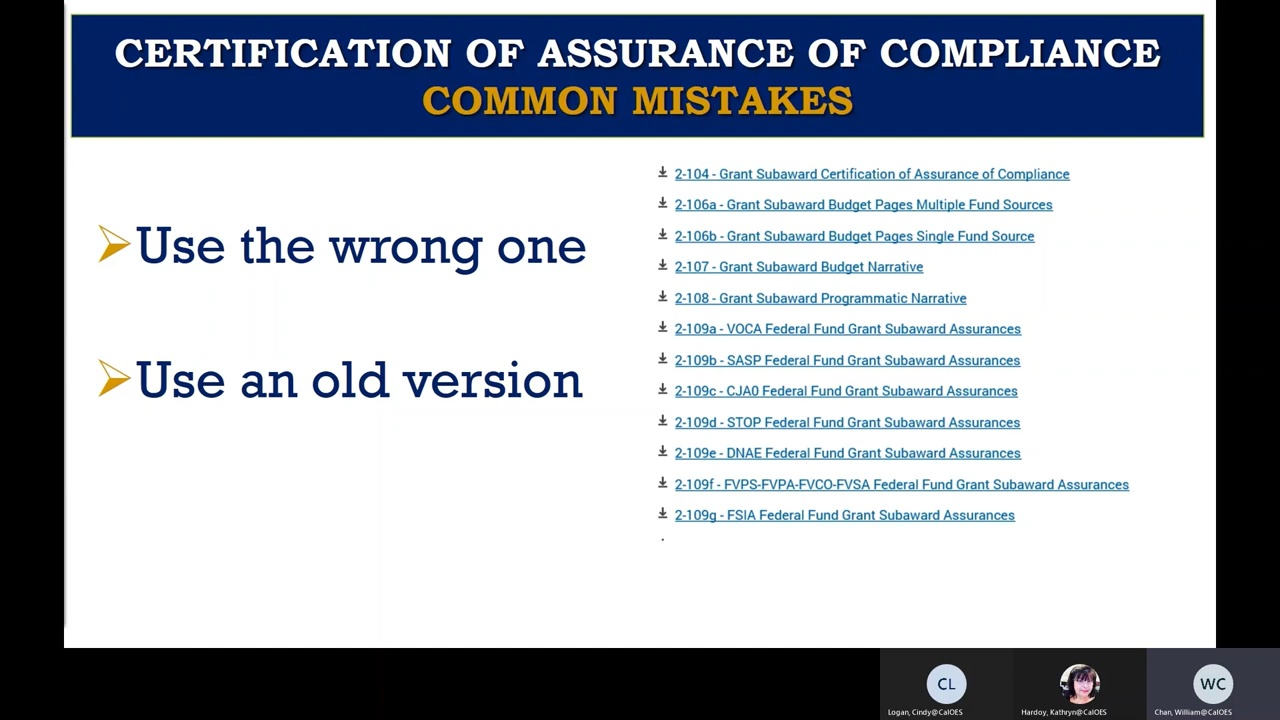 CERTIFICATION OF ASSURANCE OF COMPLIANCE
COMMON MISTAKES
Use the wrong one
Use an old version
2-104 - Grant Subaward Certification of Assurance of Compliance
2-106a - Grant Subaward Budget Pages Multiple Fund Sources
2-106b - Grant Subaward Budget Pages Single Fund Source
2-107 - Grant Subaward Budget Narrative
2-108 - Grant Subaward Programmatic Narrative
2-109a - VOCA Federal Fund Grant Subaward Assurances
2-109b - SASP Federal Fund Grant Subaward Assurances
2-109c - CJA0 Federal Fund Grant Subaward Assurances
2-109d - STOP Federal Fund Grant Subaward Assurances
2-109e - DNAE Federal Fund Grant Subaward Assurances
2-109f - FVPS-FVPA-FVCO-FVSA Federal Fund Grant Subaward Assurances
2-109g - FSIA Federal Fund Grant Subaward Assurances
CL
WC
Logan, Cindy@CalOES
Hardoy, Kathryn@CalOES
Chan, William@CalOES